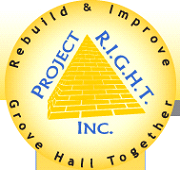 Rebuild & Improve
PROJECT
R.I.G.H.T.
INC.
Grove Hall Together